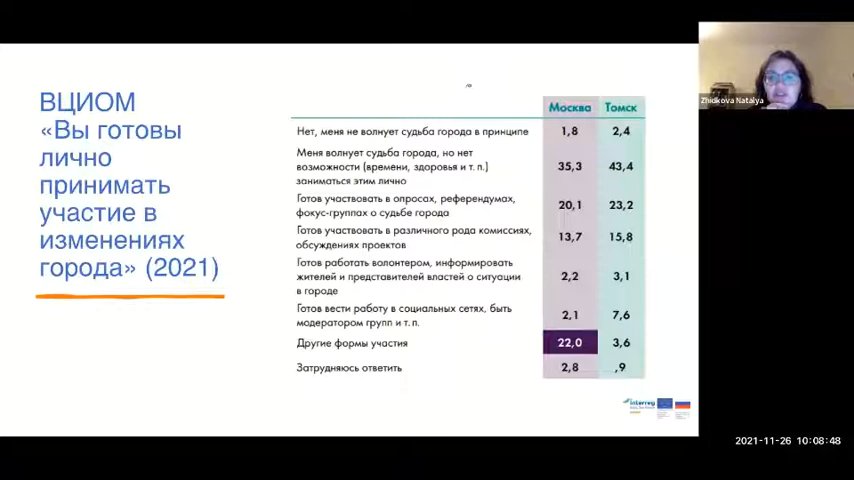 ВЦИОМ
«Вы готовы
лично
принимать
участие в
изменениях
города» (2021)
Москва Томск
Нет, меня не волнует судьба города в принципе 1,8 2,4
Меня волнует судьба города, но нет
возможности (времени, здоровья и т. п.) 35,3 43,4
заниматься этим лично
Готов участвовать в опросах, референдумах,
фокус-группах о судьбе города 20,1 23,2
Готов участвовать в различного рода комиссиях,
обсуждениях проектов 13,7 15,8
Готов работать волонтером, информировать
жителей и представителей властей о ситуации 2,2 3,1
в городе
Готов вести работу в социальных сетях, быть
модератором групп и т. п. 2,1 7,6
Другие формы участия 22,0 3,6
Затрудняюсь ответить 2,8 ,9
Zhidkova Natalya
interreg
2021-11-26 10:08:48